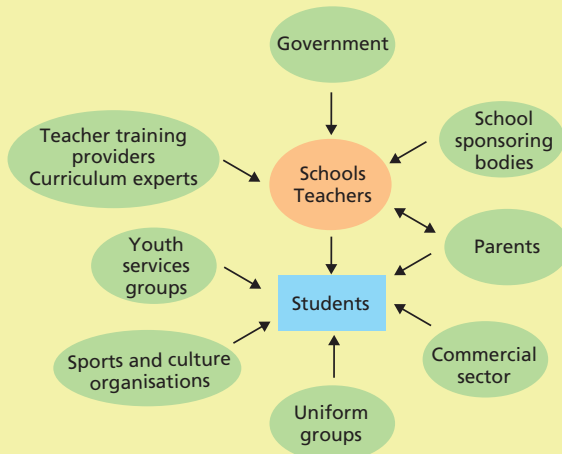 Government
School
sponsoring
bodies
Teacher training
providers
Curriculum experts
Schools
Teachers
Youth
services
groups
Parents
Students
Sports and culture
organisations
Commercial
sector
Uniform
groups